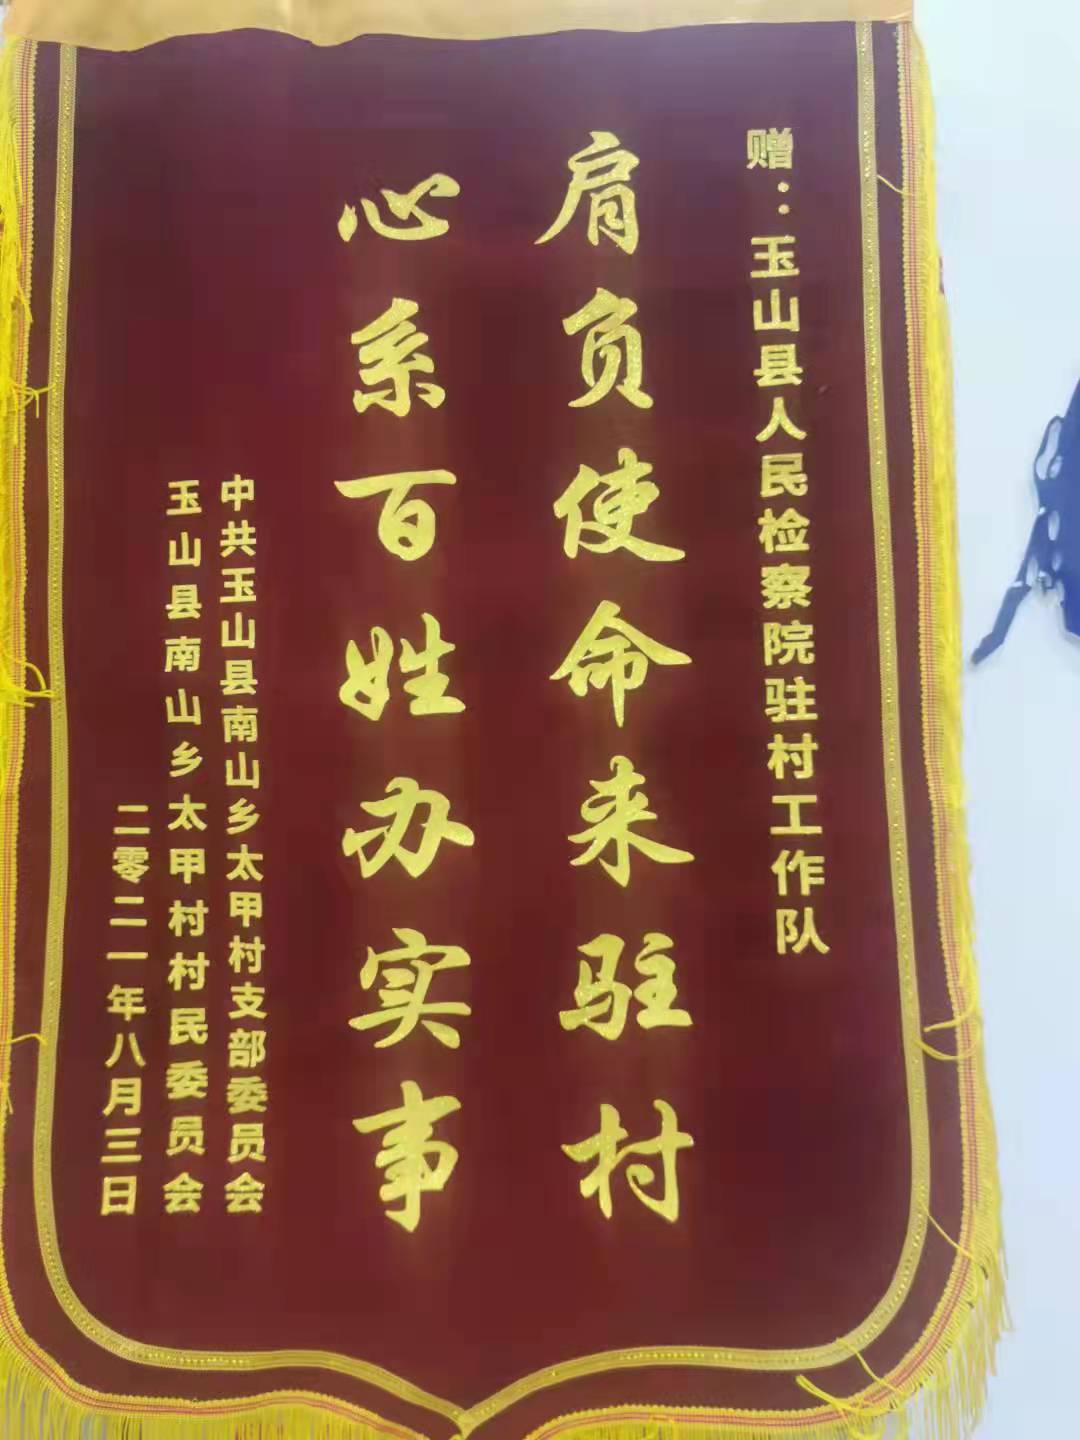 赠：玉山县人民检察院驻村工作队
肩负使命来驻村
心系百姓办实事
中共玉山县南山乡太甲村支部委员会
玉山县南山乡太甲村村民委员会
二零二一年八月三日